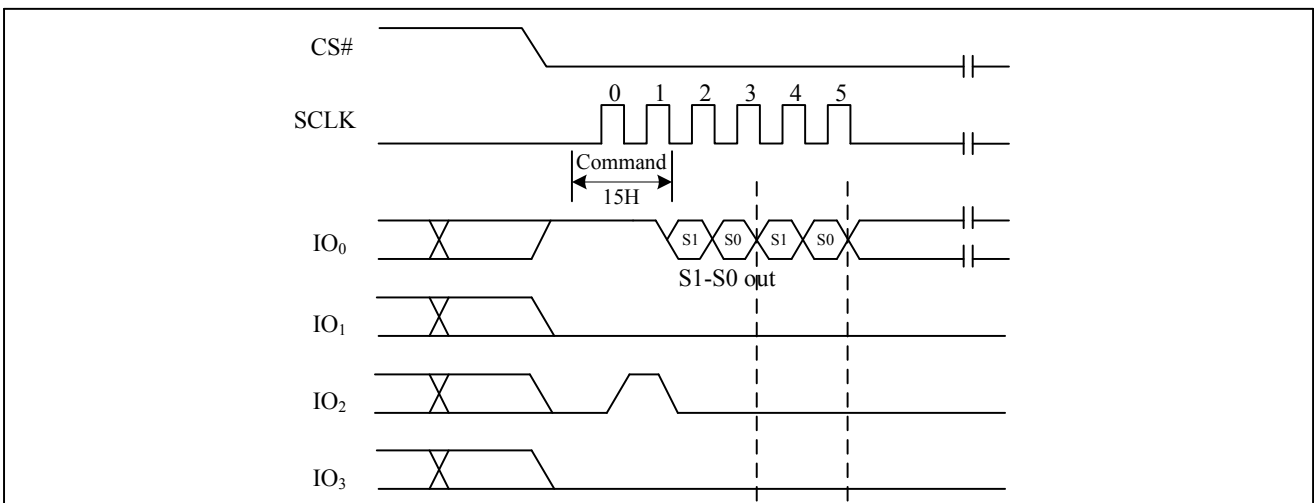 CS#
0 1 2 3 4 5
SCLK
Command
15H
IO0
S1 S0 S1 S0
S1-S0 out
IO1
IO2
IO3